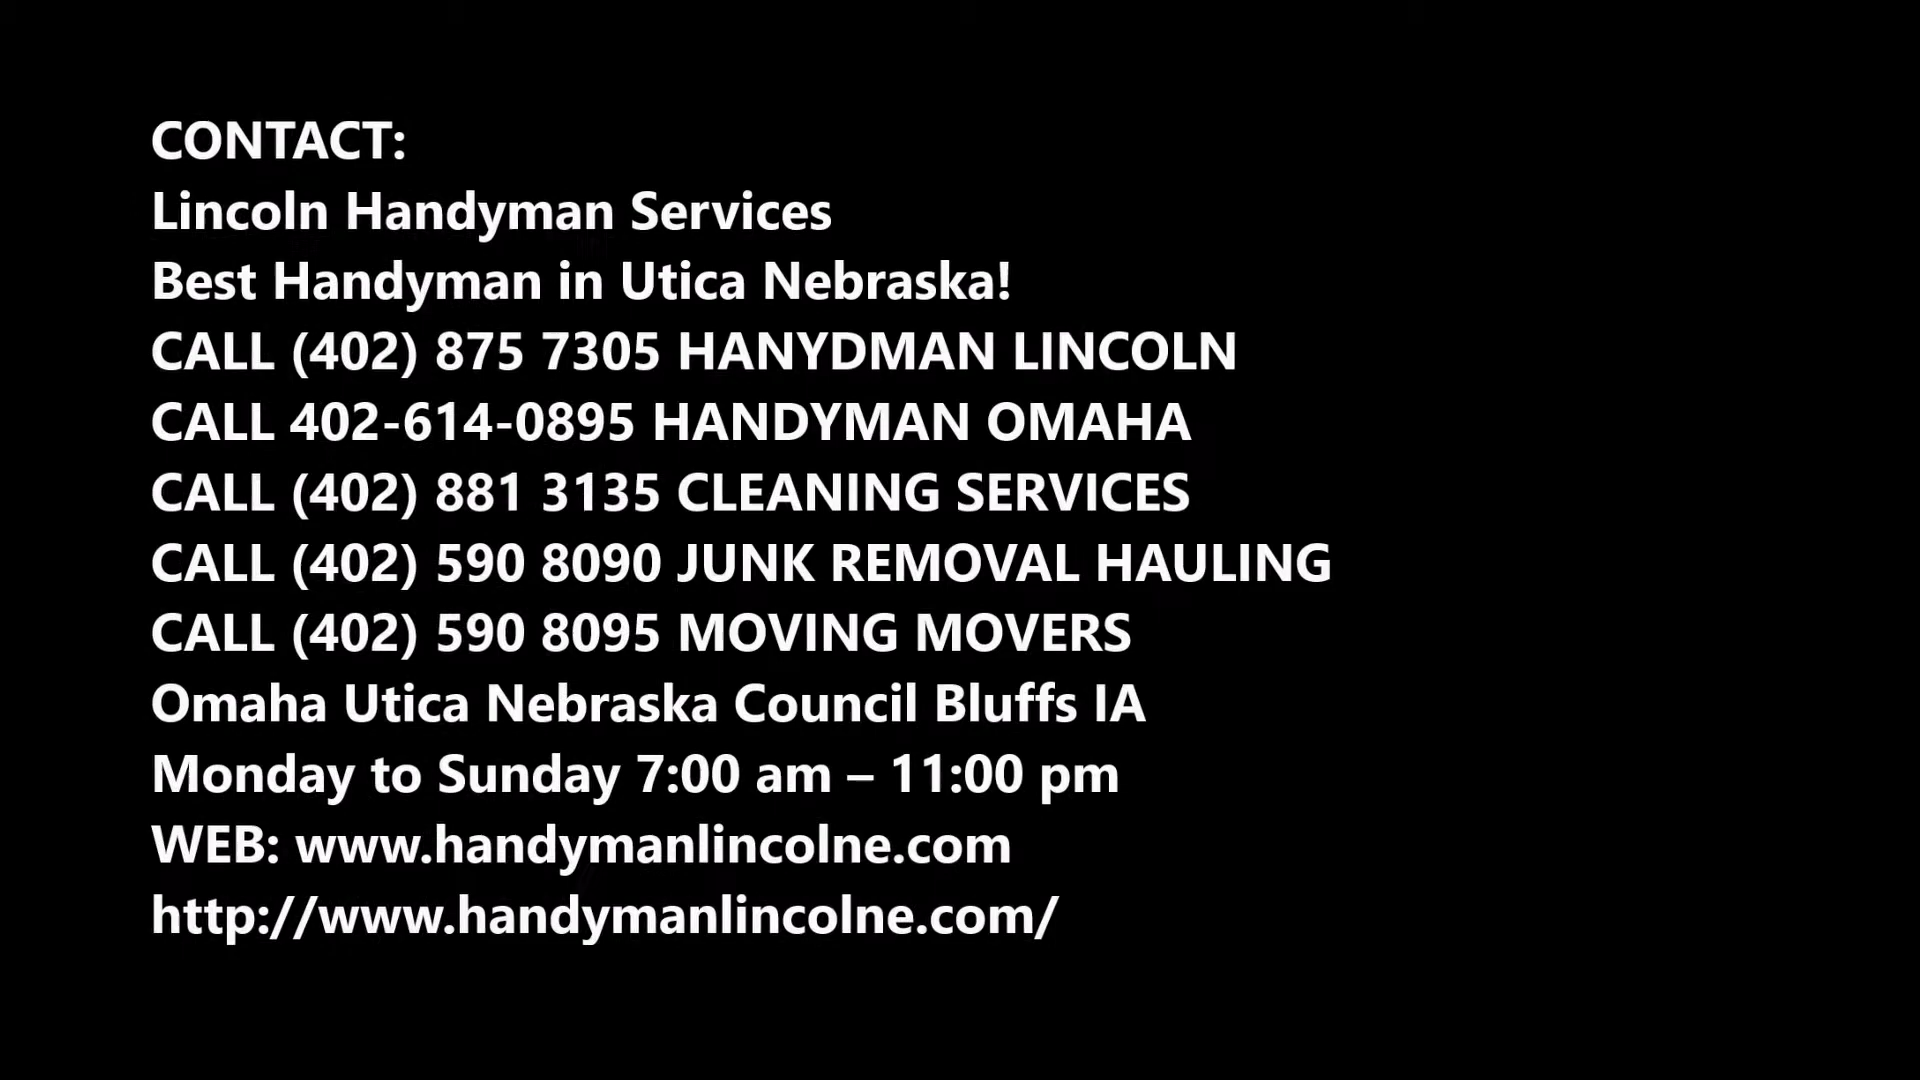 CONTACT:
Lincoln Handyman Services
Best Handyman in Utica Nebraska!
CALL (402) 875 7305 HANYDMAN LINCOLN
CALL 402-614-0895 HANDYMAN OMAHA
CALL (402) 881 3135 CLEANING SERVICES
CALL (402) 590 8090 JUNK REMOVAL HAULING
CALL (402) 590 8095 MOVING MOVERS
Omaha Utica Nebraska Council Bluffs IA
Monday to Sunday 7:00 am – 11:00 pm
WEB: www.handymanlincolne.com
http://www.handymanlincolne.com/